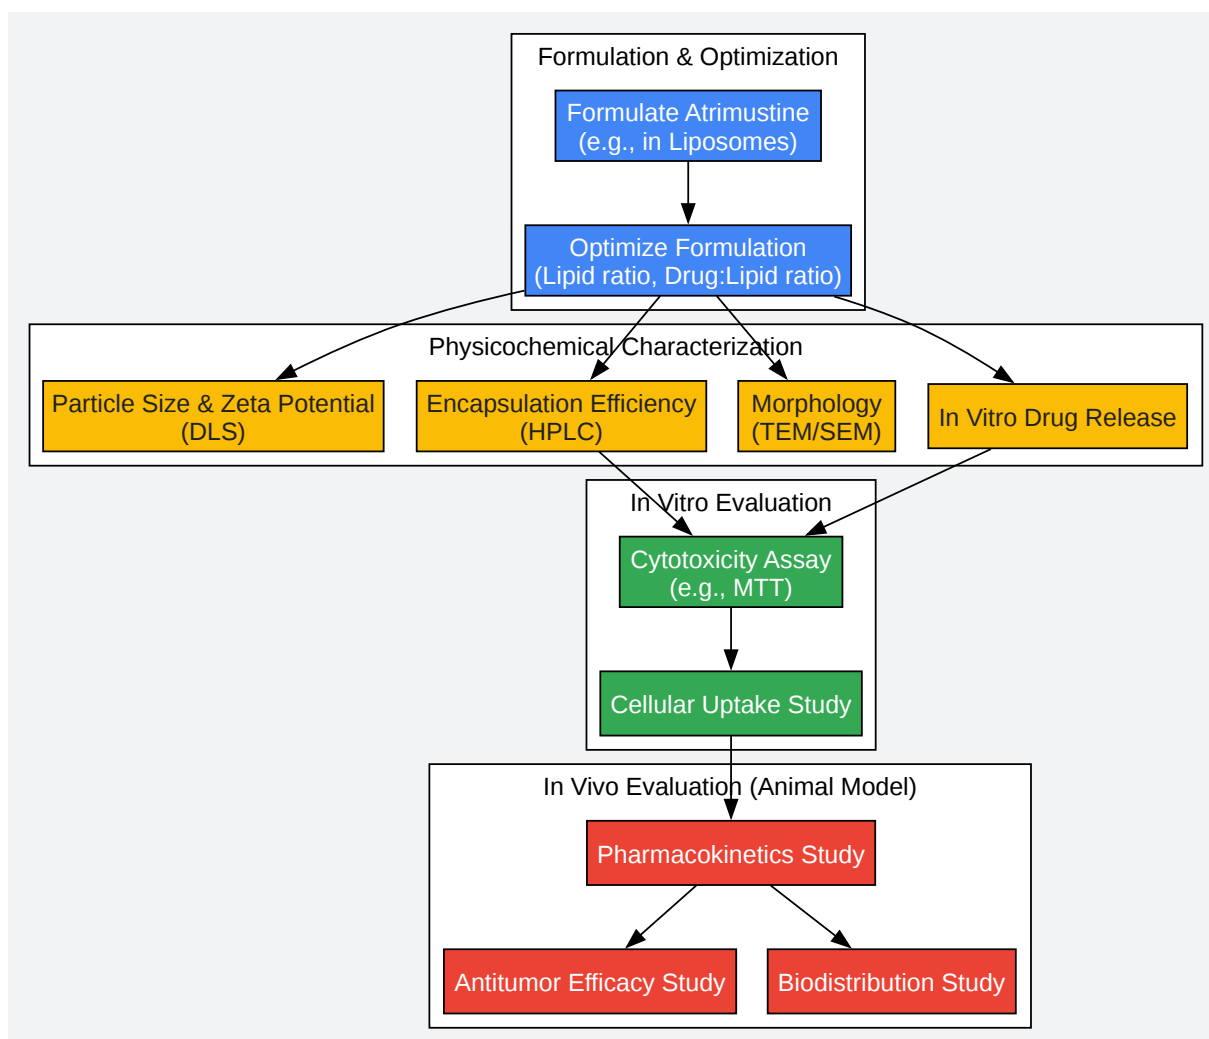 Formulation & Optimization
Formulate Atrimustine
(e.g., in Liposomes)
Optimize Formulation
(Lipid ratio, Drug:Lipid ratio)
Physicochemical Characterization
Particle Size & Zeta Potential
(DLS)
Encapsulation Efficiency
(HPLC)
Morphology
(TEM/SEM)
In Vitro Drug Release
In Vitro Evaluation
Cytotoxicity Assay
(e.g., MTT)
Cellular Uptake Study
In Vivo Evaluation (Animal Model)
Pharmacokinetics Study
Antitumor Efficacy Study
Biodistribution Study